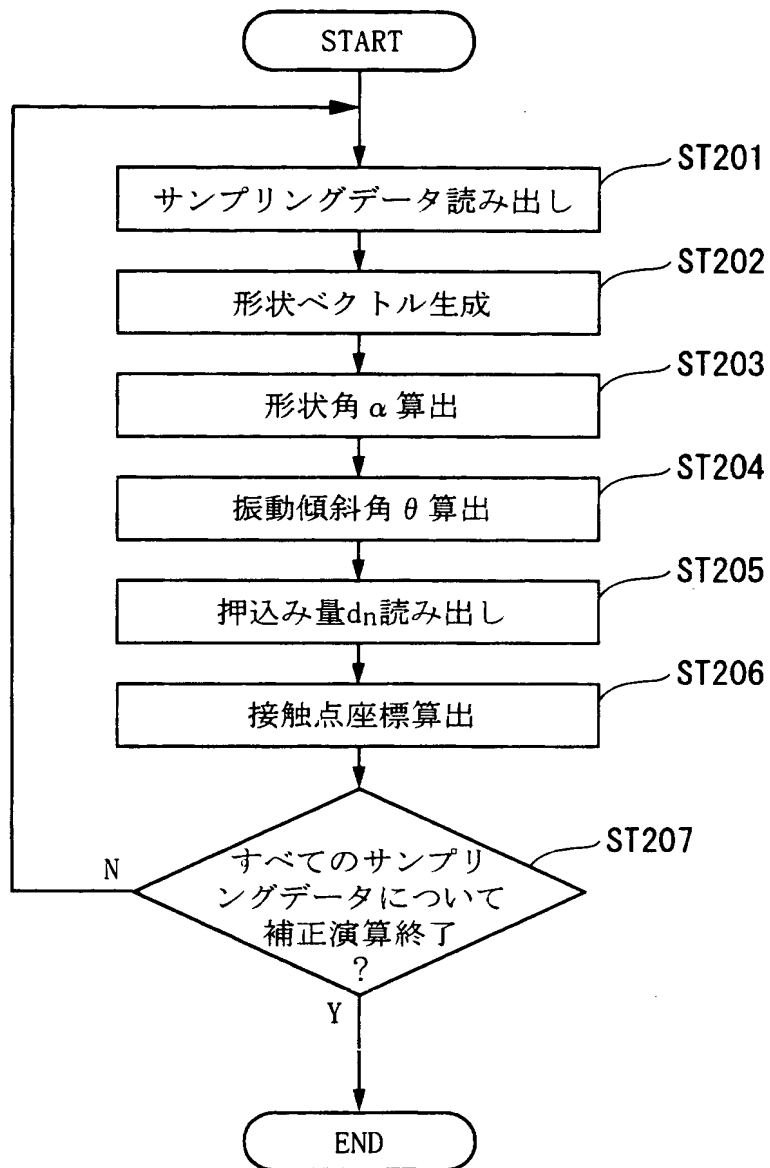 START
サンプリングデータ読み出し
ST201
形状ベクトル生成
ST202
形状角α算出
ST203
振動傾斜角θ算出
ST204
押込み量dn読み出し
ST205
接触点座標算出
ST206
すべてのサンプリ
ングデータについて
補正演算終了
?
ST207
N
Y
END